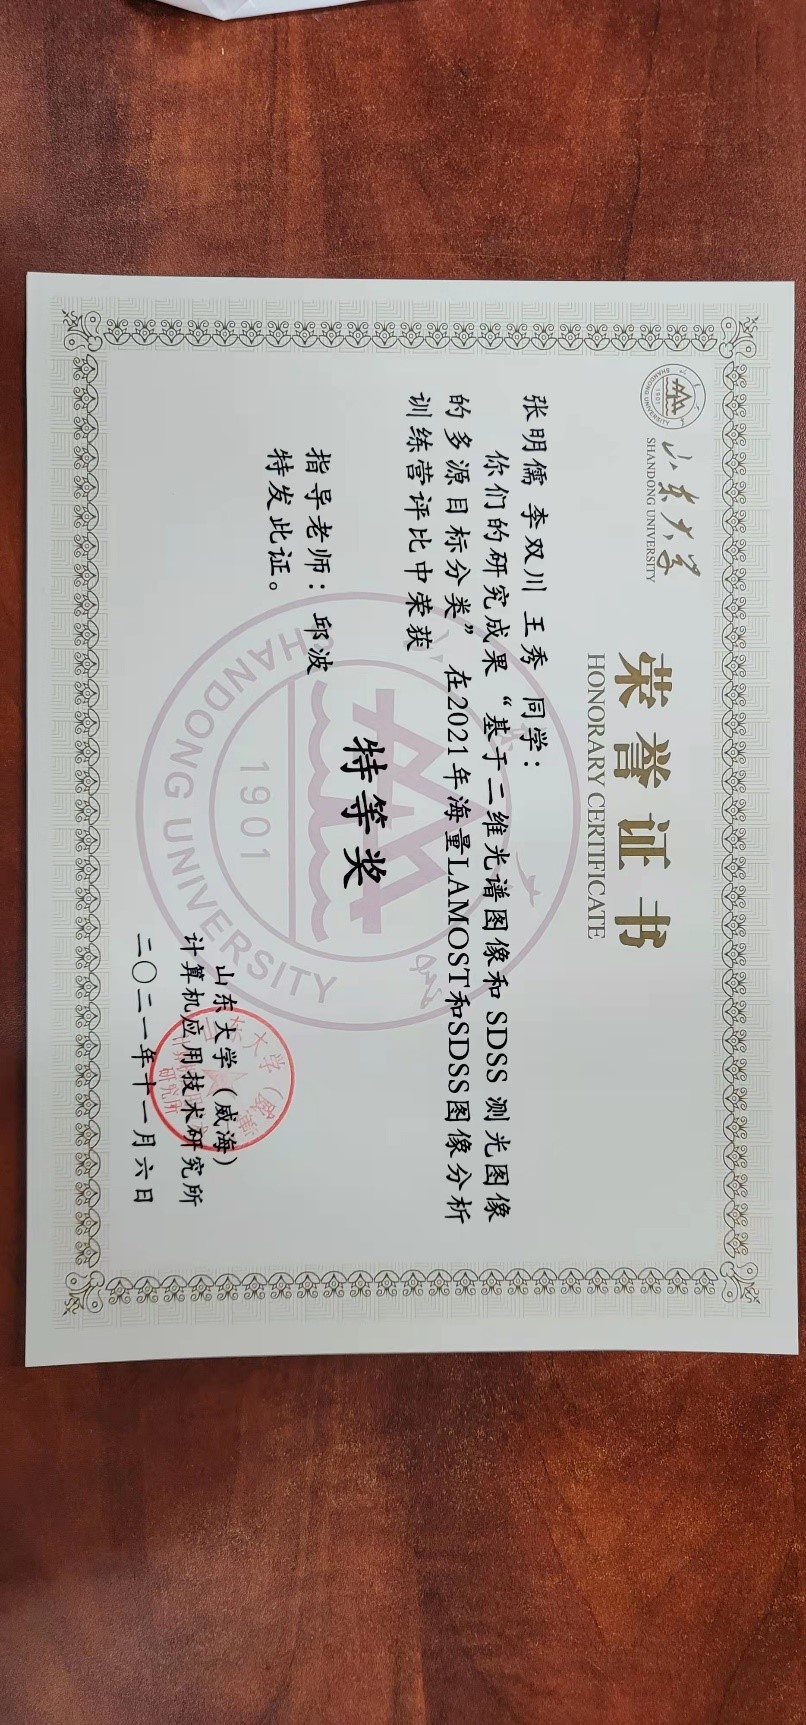 山东大学
SHANDONG UNIVERSITY
荣誉证书
HONORARY CERTIFICATE
张明儒 李双川 王秀 同学：
你们的研究成果“基于二维光谱图像和 SDSS 测光图像
的多源目标分类” 在2021年海量LAMOST和SDSS图像分析
训练营评比中荣获
特等奖
指导老师：邱波
特发此证。
山东大学（威海）
计算机应用技术研究所
二〇二一年十一月六日
SHANDONG UNIVERSITY
1901